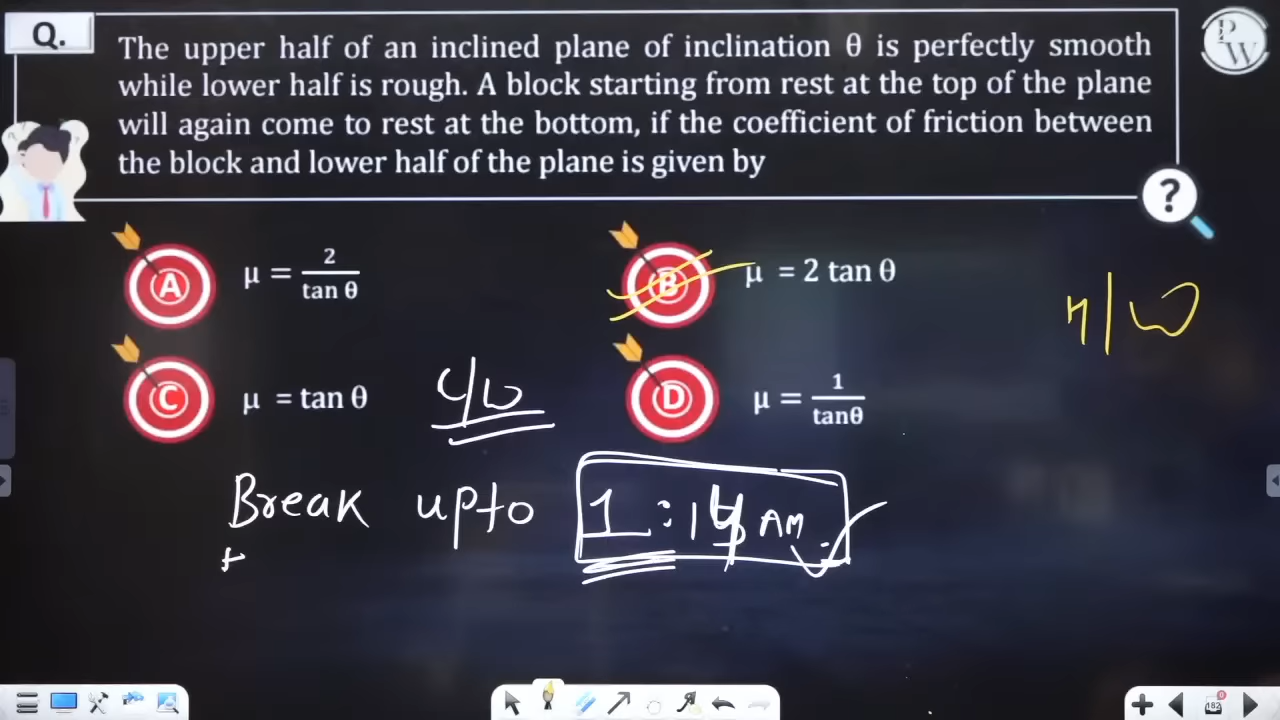 Q.
The upper half of an inclined plane of inclination θ is perfectly smooth
while lower half is rough. A block starting from rest at the top of the plane
will again come to rest at the bottom, if the coefficient of friction between
the block and lower half of the plane is given by
PW
?
A μ = 2 / tan θ
B μ = 2 tan θ
H/W
C μ = tan θ
C/W
D μ = 1 / tanθ
Break upto 1 : 15 AM
182
0